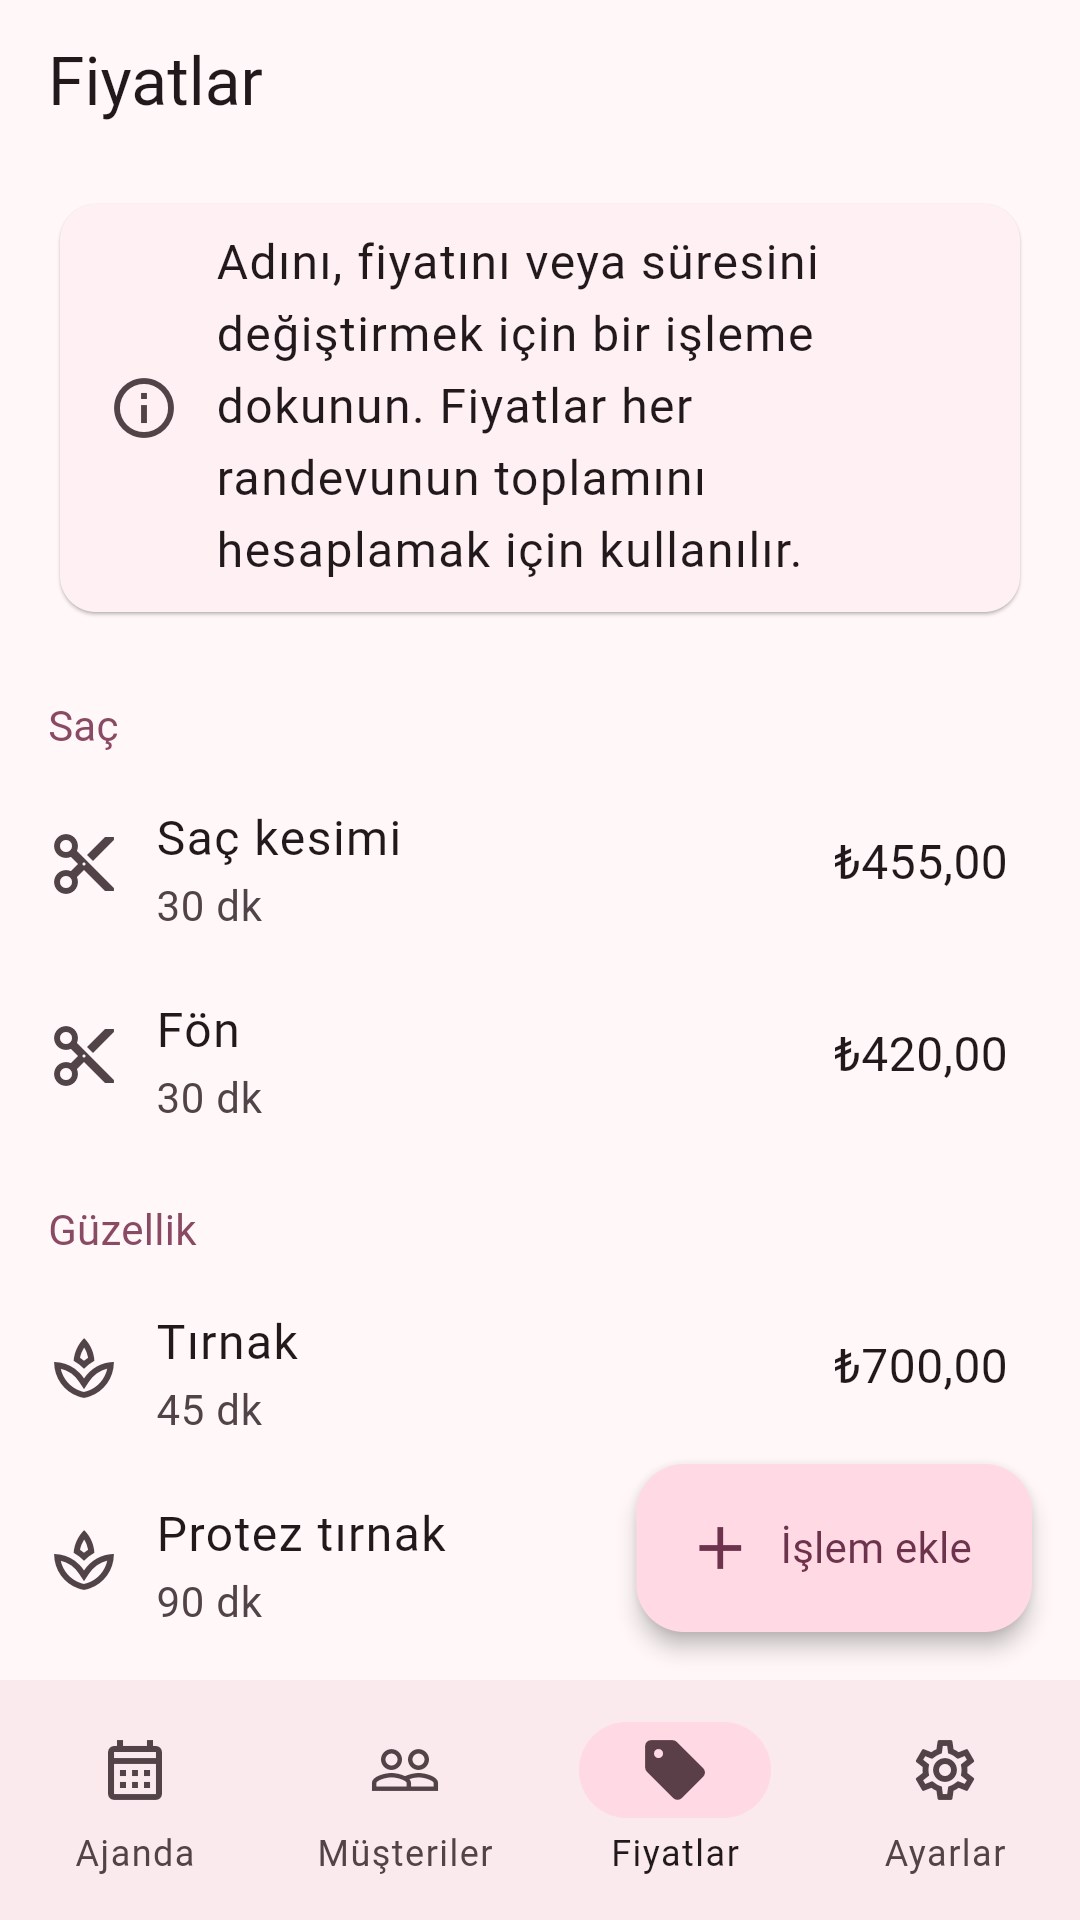 Fiyatlar
Adını, fiyatını veya süresini
değiştirmek için bir işleme
dokunun. Fiyatlar her
randevunun toplamını
hesaplamak için kullanılır.
Saç
Saç kesimi
30 dk
₺455,00
Fön
30 dk
₺420,00
Güzellik
Tırnak
45 dk
₺700,00
Protez tırnak
90 dk
İşlem ekle
Ajanda
Müşteriler
Fiyatlar
Ayarlar